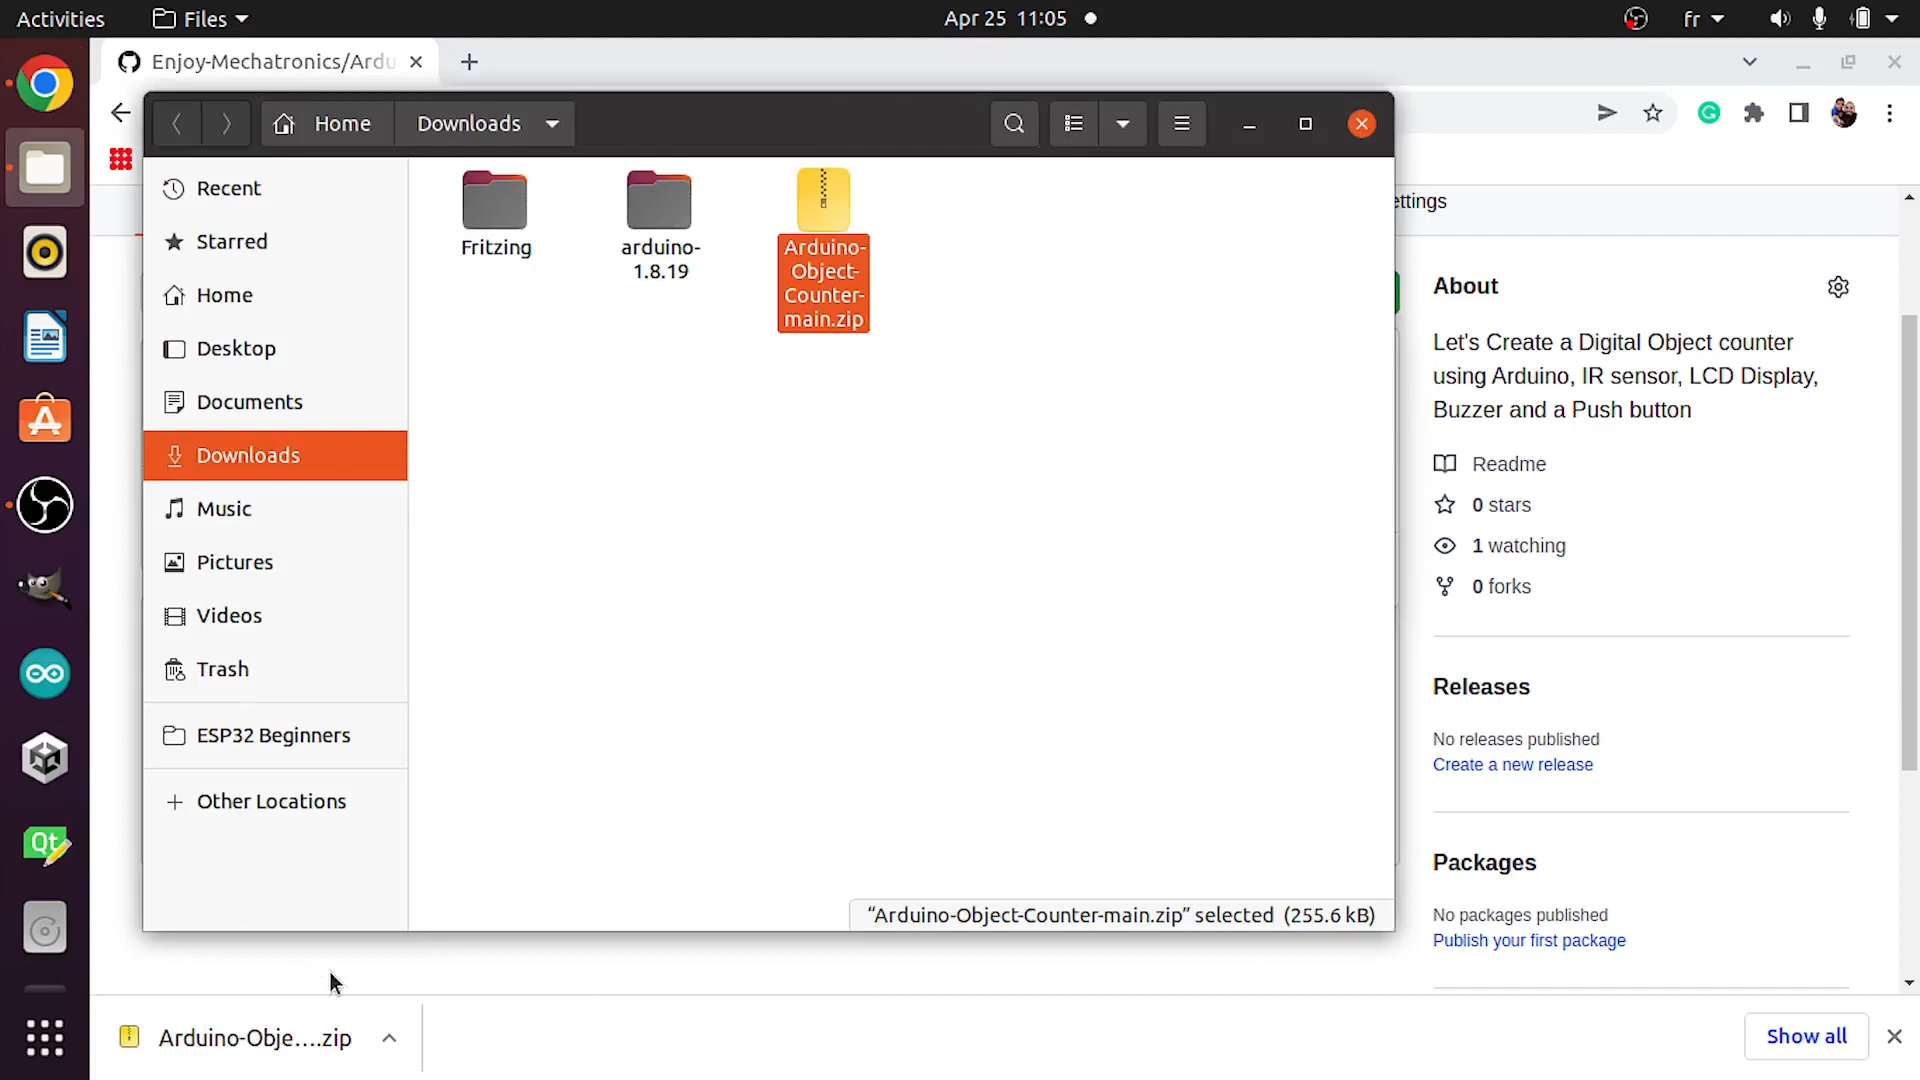 Activities
Files
Apr 25 11:05
fr
Enjoy-Mechatronics/Ardu
Home
Downloads
Recent
Starred
Home
Desktop
Documents
Downloads
Music
Pictures
Videos
Trash
ESP32 Beginners
Other Locations
Fritzing
arduino-
1.8.19
Arduino-
Object-
Counter-
main.zip
“Arduino-Object-Counter-main.zip” selected (255.6 kB)
ettings
About
Let's Create a Digital Object counter
using Arduino, IR sensor, LCD Display,
Buzzer and a Push button
Readme
0 stars
1 watching
0 forks
Releases
No releases published
Create a new release
Packages
No packages published
Publish your first package
Qt
Arduino-Obje....zip
Show all